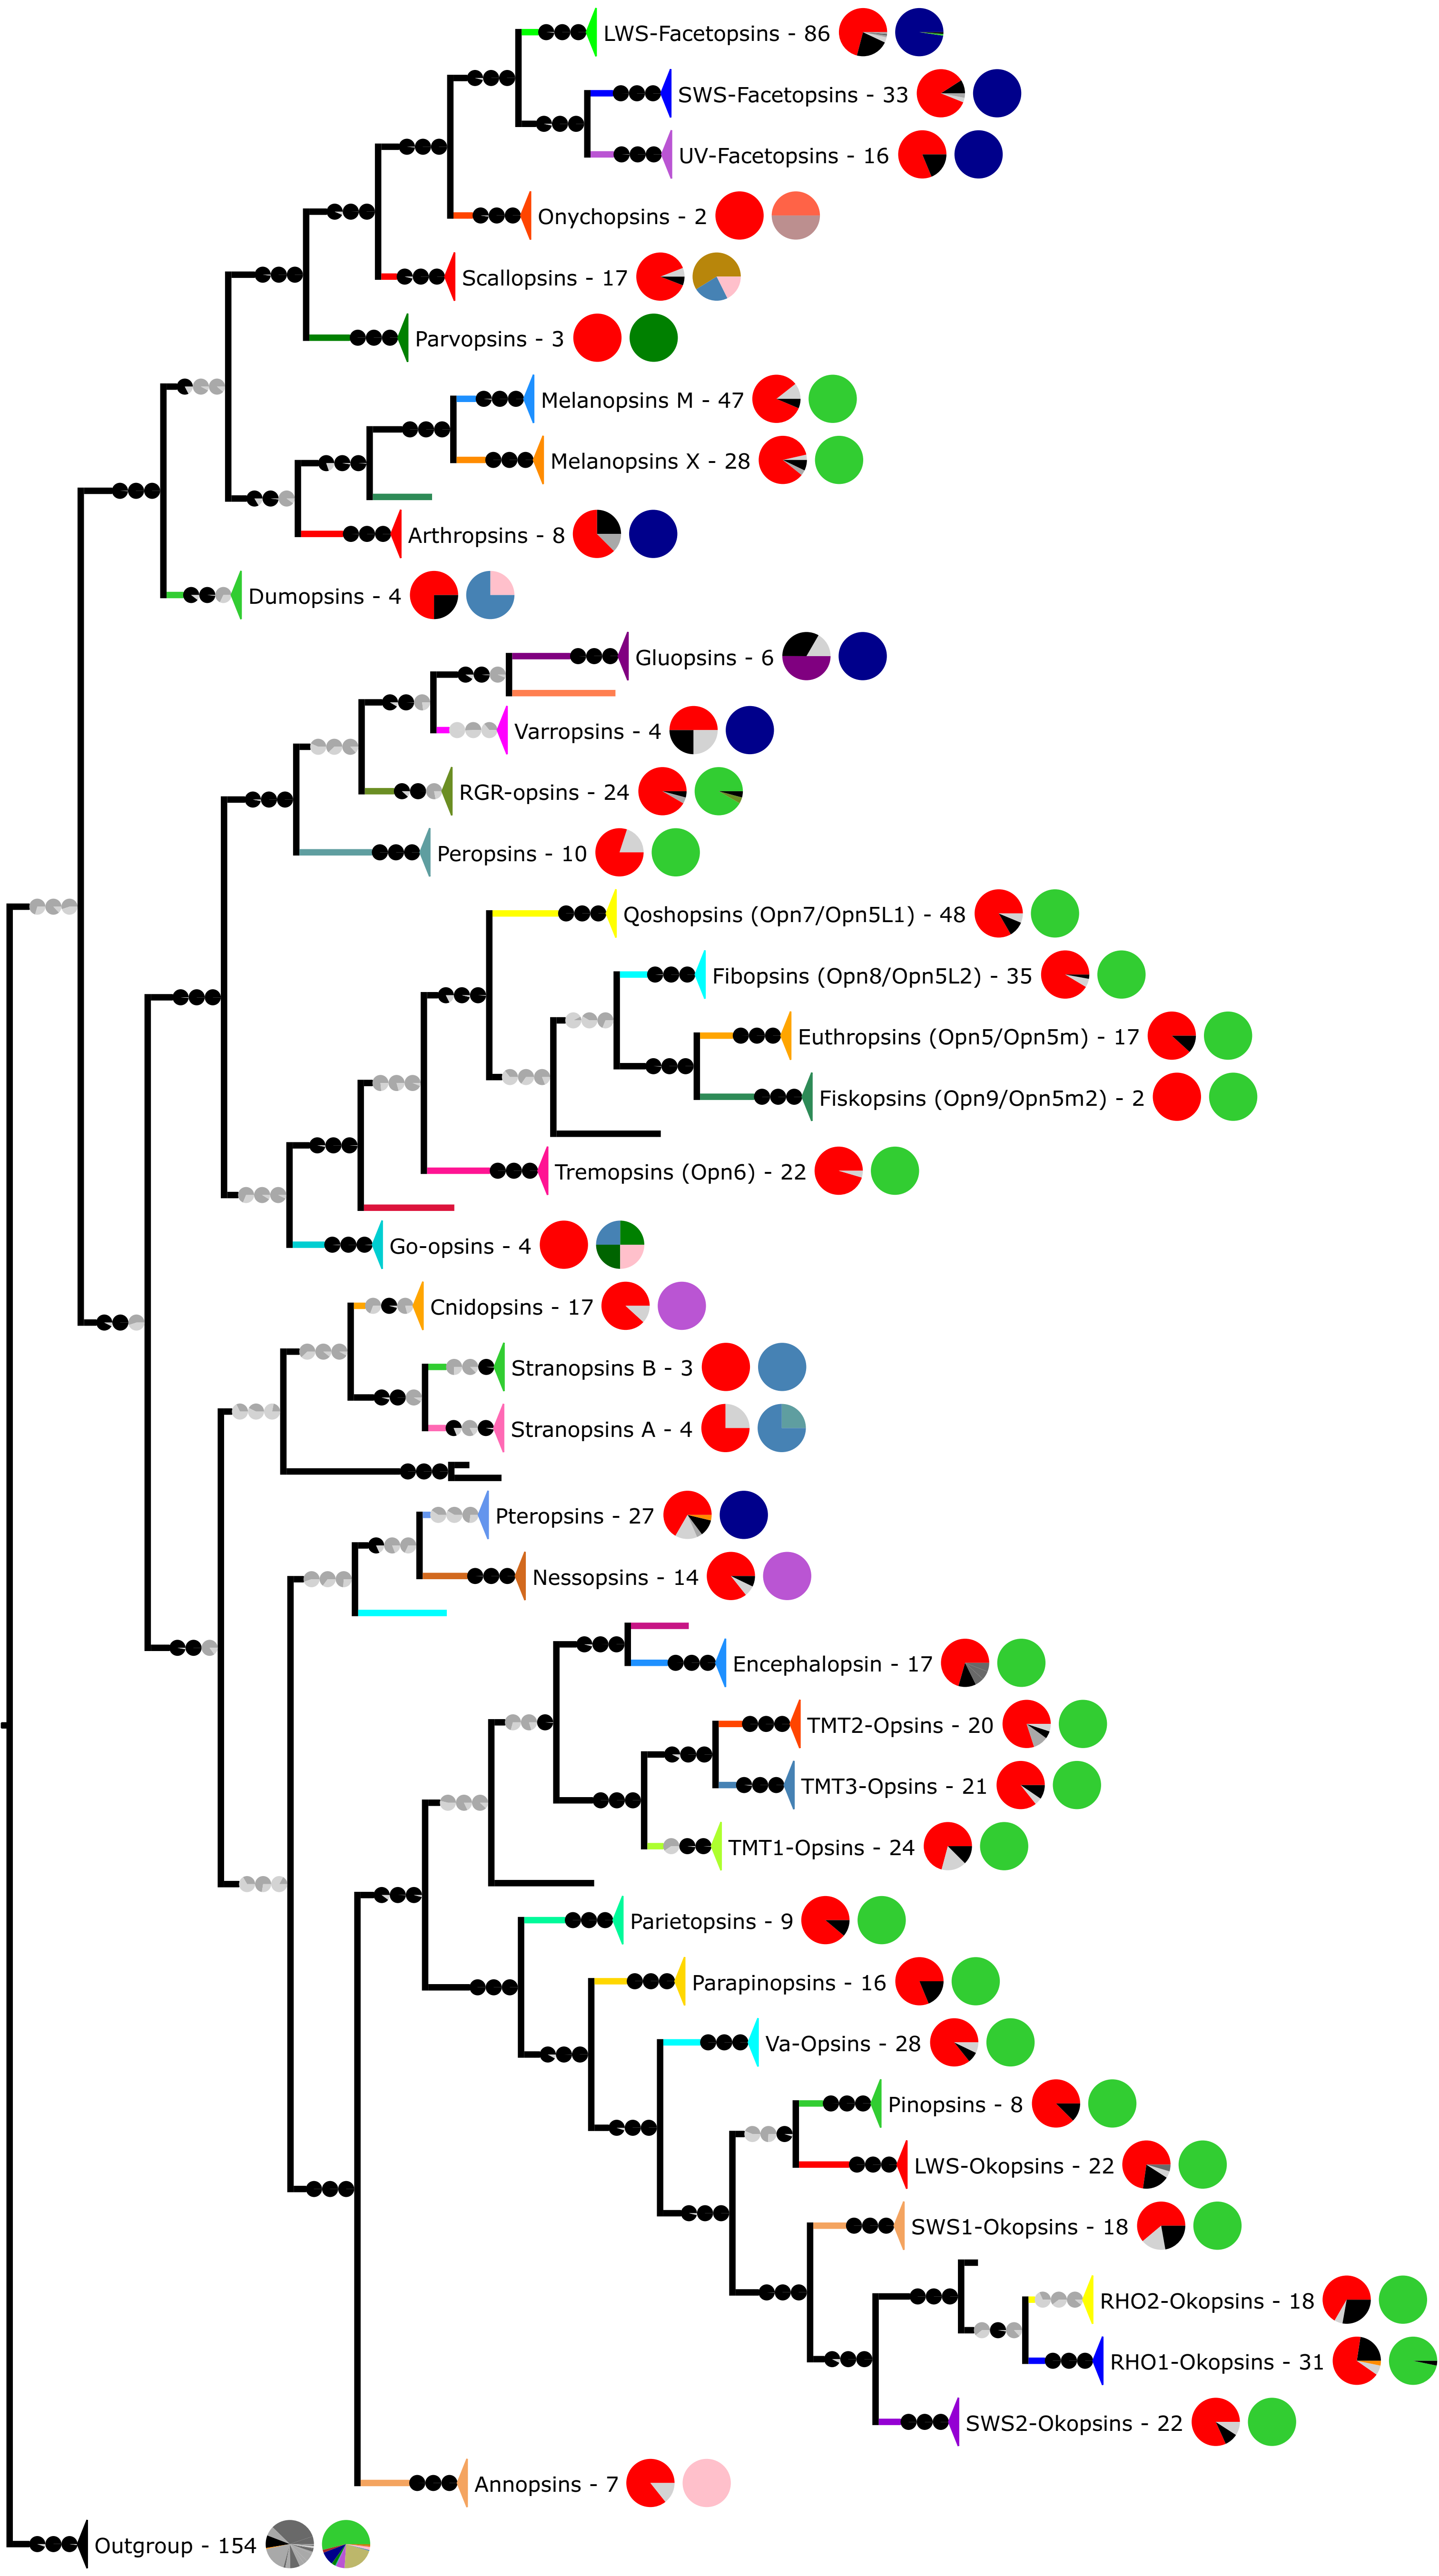 LWS-Facetopsins - 86
SWS-Facetopsins - 33
UV-Facetopsins - 16
Onychopsins - 2
Scallopsins - 17
Parvopsins - 3
Melanopsins M - 47
Melanopsins X - 28
Arthropsins - 8
Dumopsins - 4
Gluopsins - 6
Varropsins - 4
RGR-opsins - 24
Peropsins - 10
Qoshopsins (Opn7/Opn5L1) - 48
Fibopsins (Opn8/Opn5L2) - 35
Euthropsins (Opn5/Opn5m) - 17
Fiskopsins (Opn9/Opn5m2) - 2
Tremopsins (Opn6) - 22
Go-opsins - 4
Cnidopsins - 17
Stranopsins B - 3
Stranopsins A - 4
Pteropsins - 27
Nessopsins - 14
Encephalopsin - 17
TMT2-Opsins - 20
TMT3-Opsins - 21
TMT1-Opsins - 24
Parietopsins - 9
Parapinopsins - 16
Va-Opsins - 28
Pinopsins - 8
LWS-Okopsins - 22
SWS1-Okopsins - 18
RHO2-Okopsins - 18
RHO1-Okopsins - 31
SWS2-Okopsins - 22
Annopsins - 7
Outgroup - 154